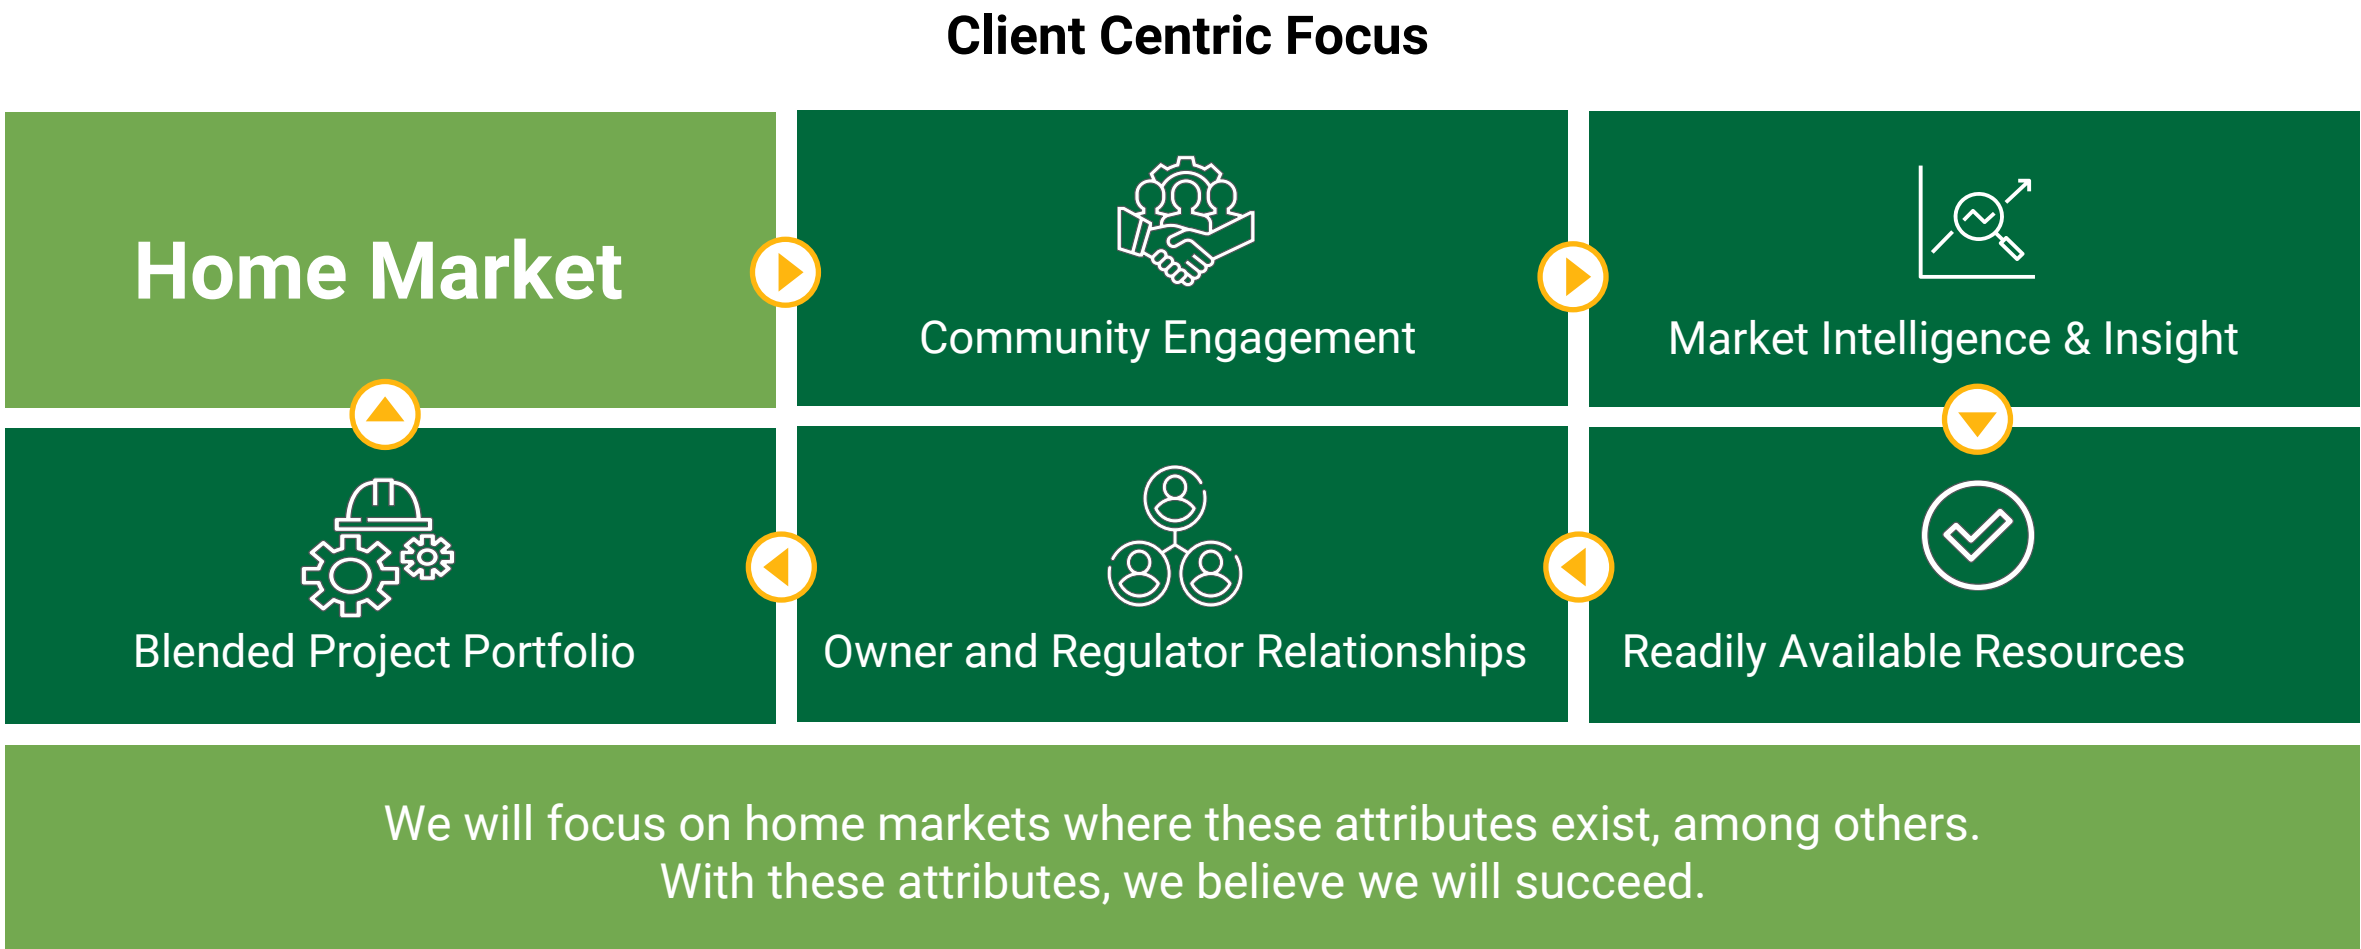 Client Centric Focus
Home Market
Community Engagement
Market Intelligence & Insight
Blended Project Portfolio
Owner and Regulator Relationships
Readily Available Resources
We will focus on home markets where these attributes exist, among others.
With these attributes, we believe we will succeed.